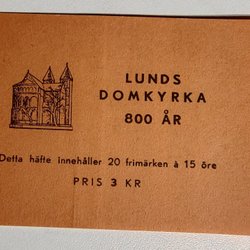 LUNDS
DOMKYRKA
800 ÅR
Detta häfte innehåller 20 frimärken à 15 öre
PRIS 3 KR